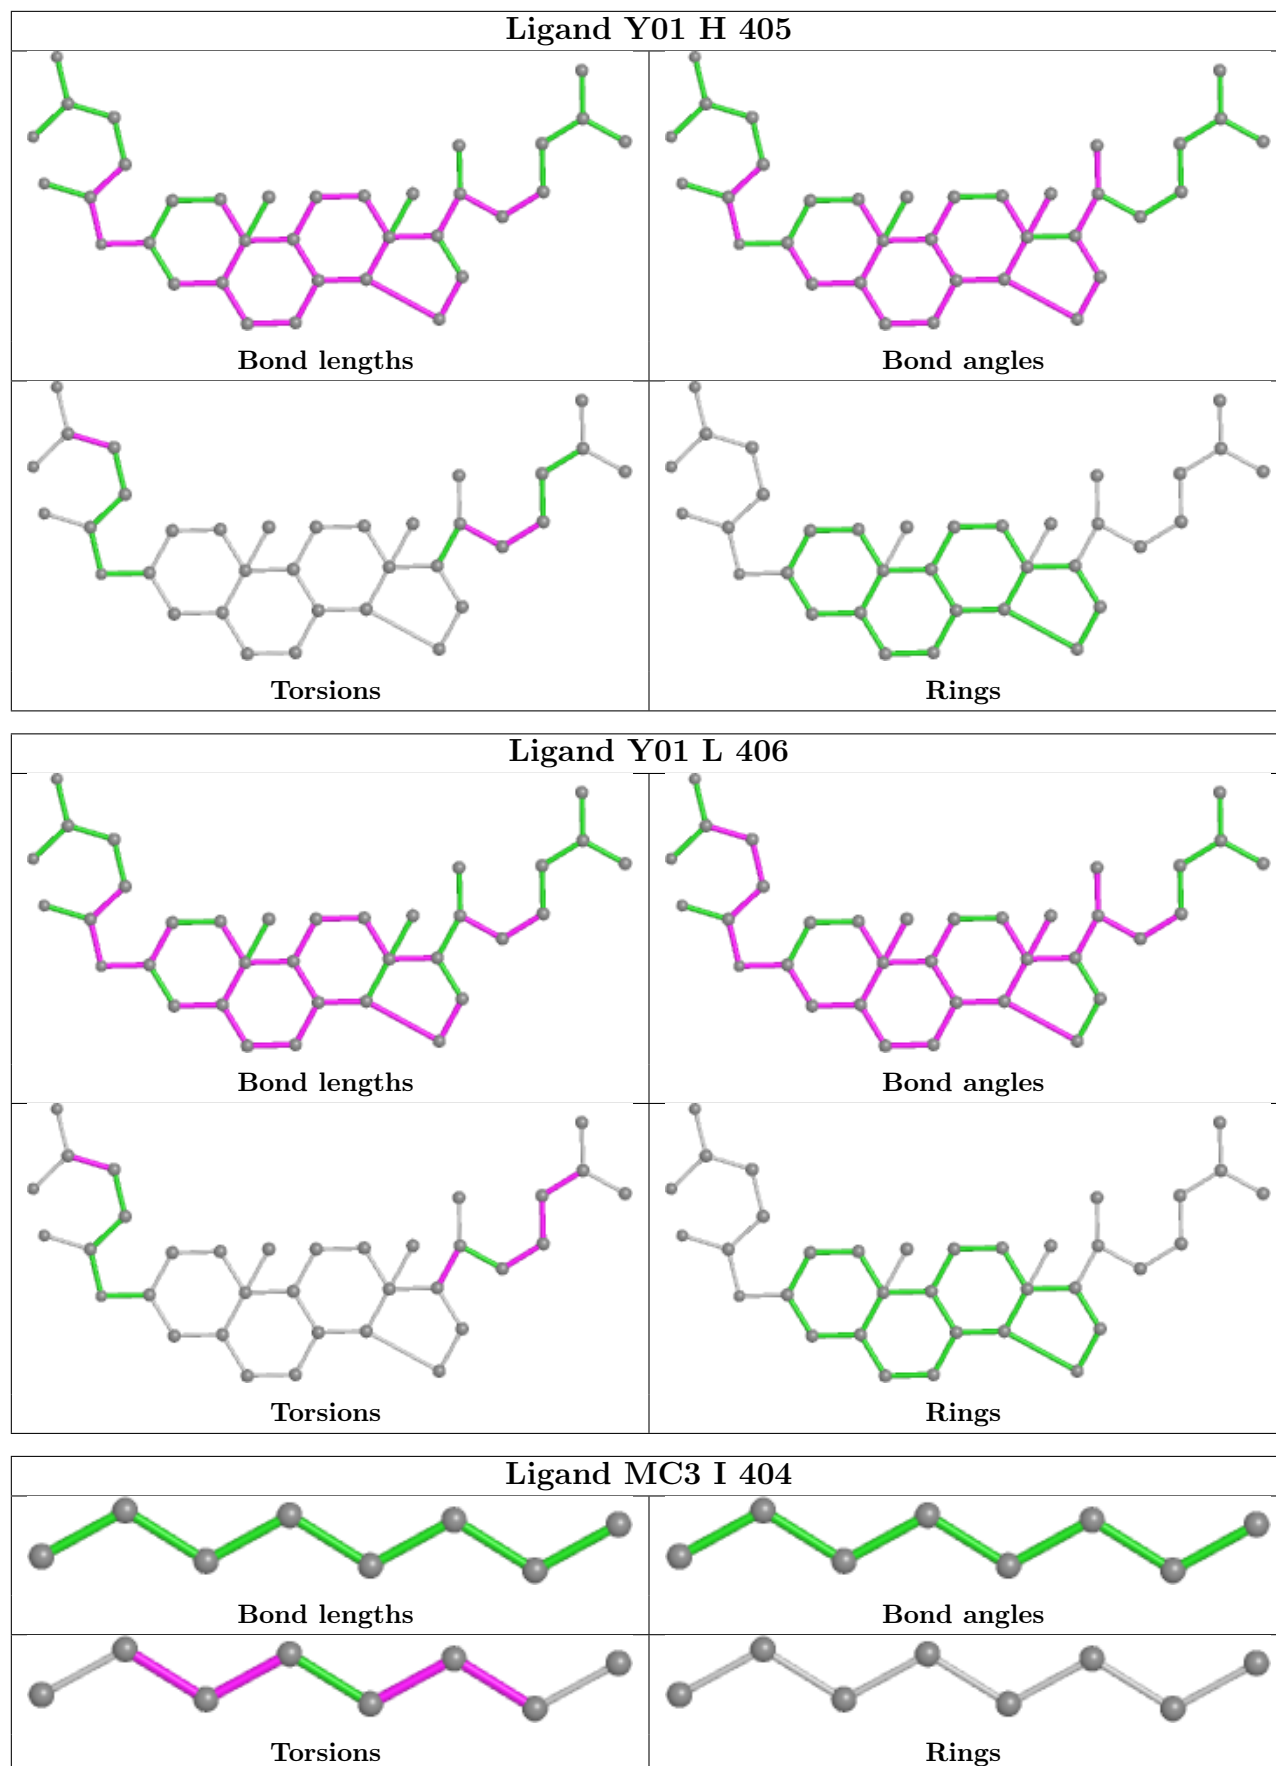 Ligand Y01 H 405
Bond lengths
Bond angles
Torsions
Rings
Ligand Y01 L 406
Bond lengths
Bond angles
Torsions
Rings
Ligand MC3 I 404
Bond lengths
Bond angles
Torsions
Rings